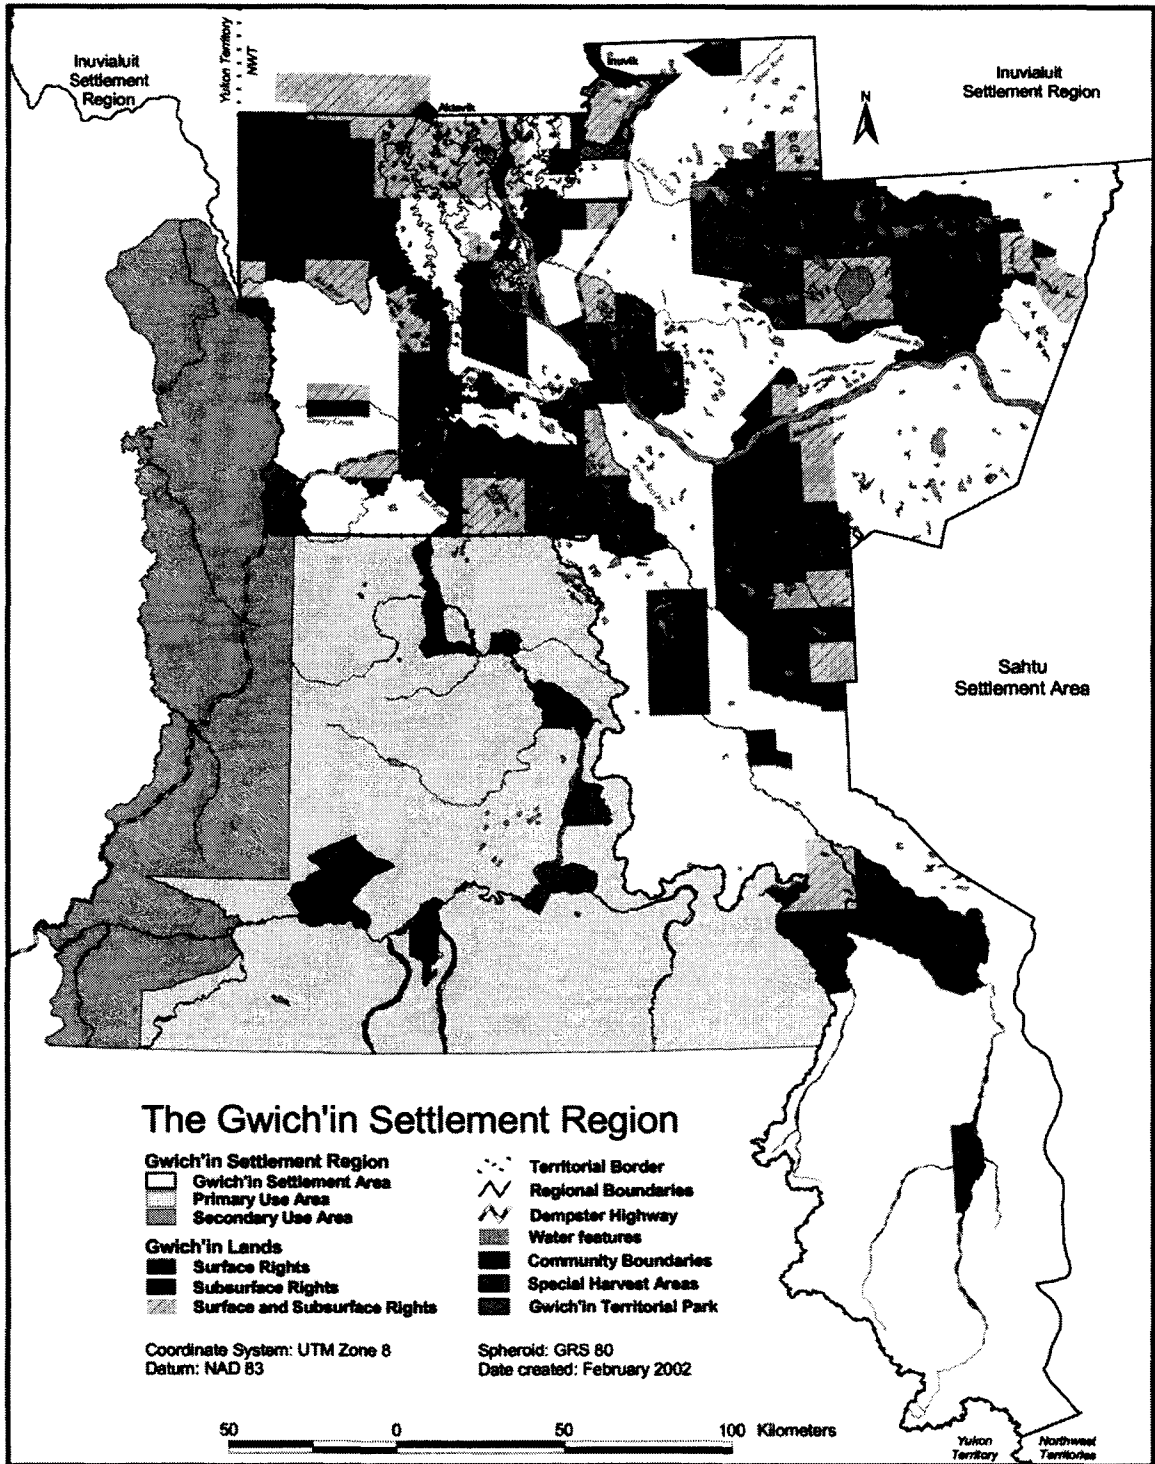 Inuvialuit
Settlement
Region
Yukon Territory
NWT
Aklavik
Inuvik
Inuvialuit
Settlement Region
N
Sahtu
Settlement Area
The Gwich'in Settlement Region
Gwich'in Settlement Region
Gwich'in Settlement Area
Primary Use Area
Secondary Use Area
Gwich'in Lands
Surface Rights
Subsurface Rights
Surface and Subsurface Rights
Territorial Border
Regional Boundaries
Dempster Highway
Water features
Community Boundaries
Special Harvest Areas
Gwich'in Territorial Park
Coordinate System: UTM Zone 8
Datum: NAD 83
Spheroid: GRS 80
Date created: February 2002
50 0 50 100 Kilometers
Yukon
Territory
Northwest
Territories